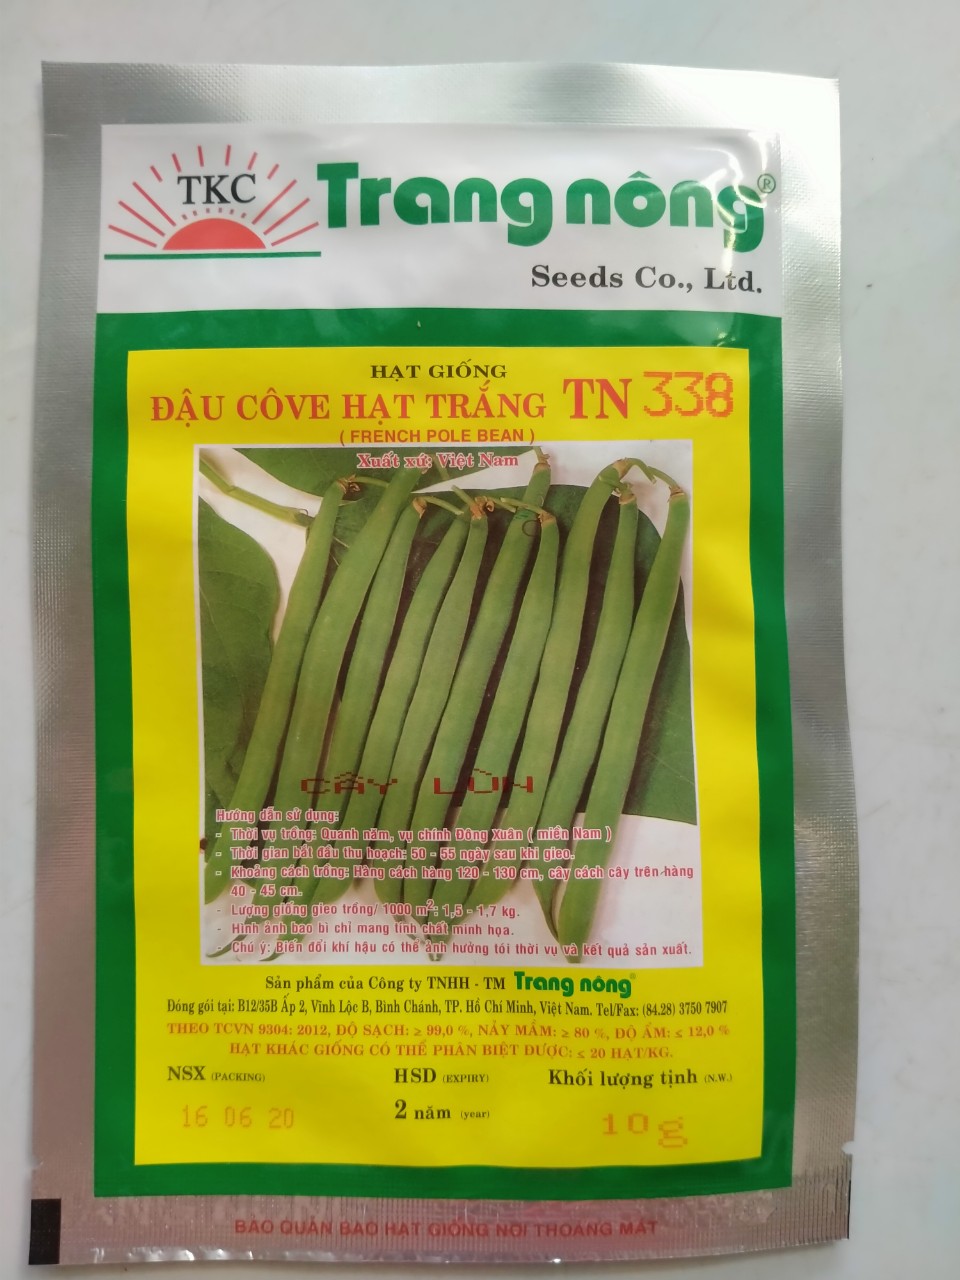 TKC
Trang nông®
Seeds Co., Ltd.
HẠT GIỐNG
ĐẬU CÔVE HẠT TRẮNG TN 338
( FRENCH POLE BEAN )
Xuất xứ: Việt Nam
CÂY LÙN
Hướng dẫn sử dụng:
- Thời vụ trồng: Quanh năm, vụ chính Đông Xuân ( miền Nam )
- Thời gian bắt đầu thu hoạch: 50 - 55 ngày sau khi gieo.
- Khoảng cách trồng: Hàng cách hàng 120 - 130 cm, cây cách cây trên hàng
40 - 45 cm.
- Lượng giống gieo trồng/ 1000 m²: 1,5 - 1,7 kg.
- Hình ảnh bao bì chỉ mang tính chất minh họa.
- Chú ý: Biến đổi khí hậu có thể ảnh hưởng tới thời vụ và kết quả sản xuất.
Sản phẩm của Công ty TNHH - TM Trang nông®
Đóng gói tại: B12/35B Ấp 2, Vĩnh Lộc B, Bình Chánh, TP. Hồ Chí Minh, Việt Nam. Tel/Fax: (84.28) 3750 7907
THEO TCVN 9304: 2012, ĐỘ SẠCH: ≥ 99,0 %, NẢY MẦM: ≥ 80 %, ĐỘ ẨM: ≤ 12,0 %
HẠT KHÁC GIỐNG CÓ THỂ PHÂN BIỆT ĐƯỢC: ≤ 20 HẠT/KG.
NSX (PACKING) HSD (EXPIRY) Khối lượng tịnh (N.W.)
16 06 20 2 năm (year) 10g
BẢO QUẢN BAO HẠT GIỐNG NƠI THOÁNG MÁT